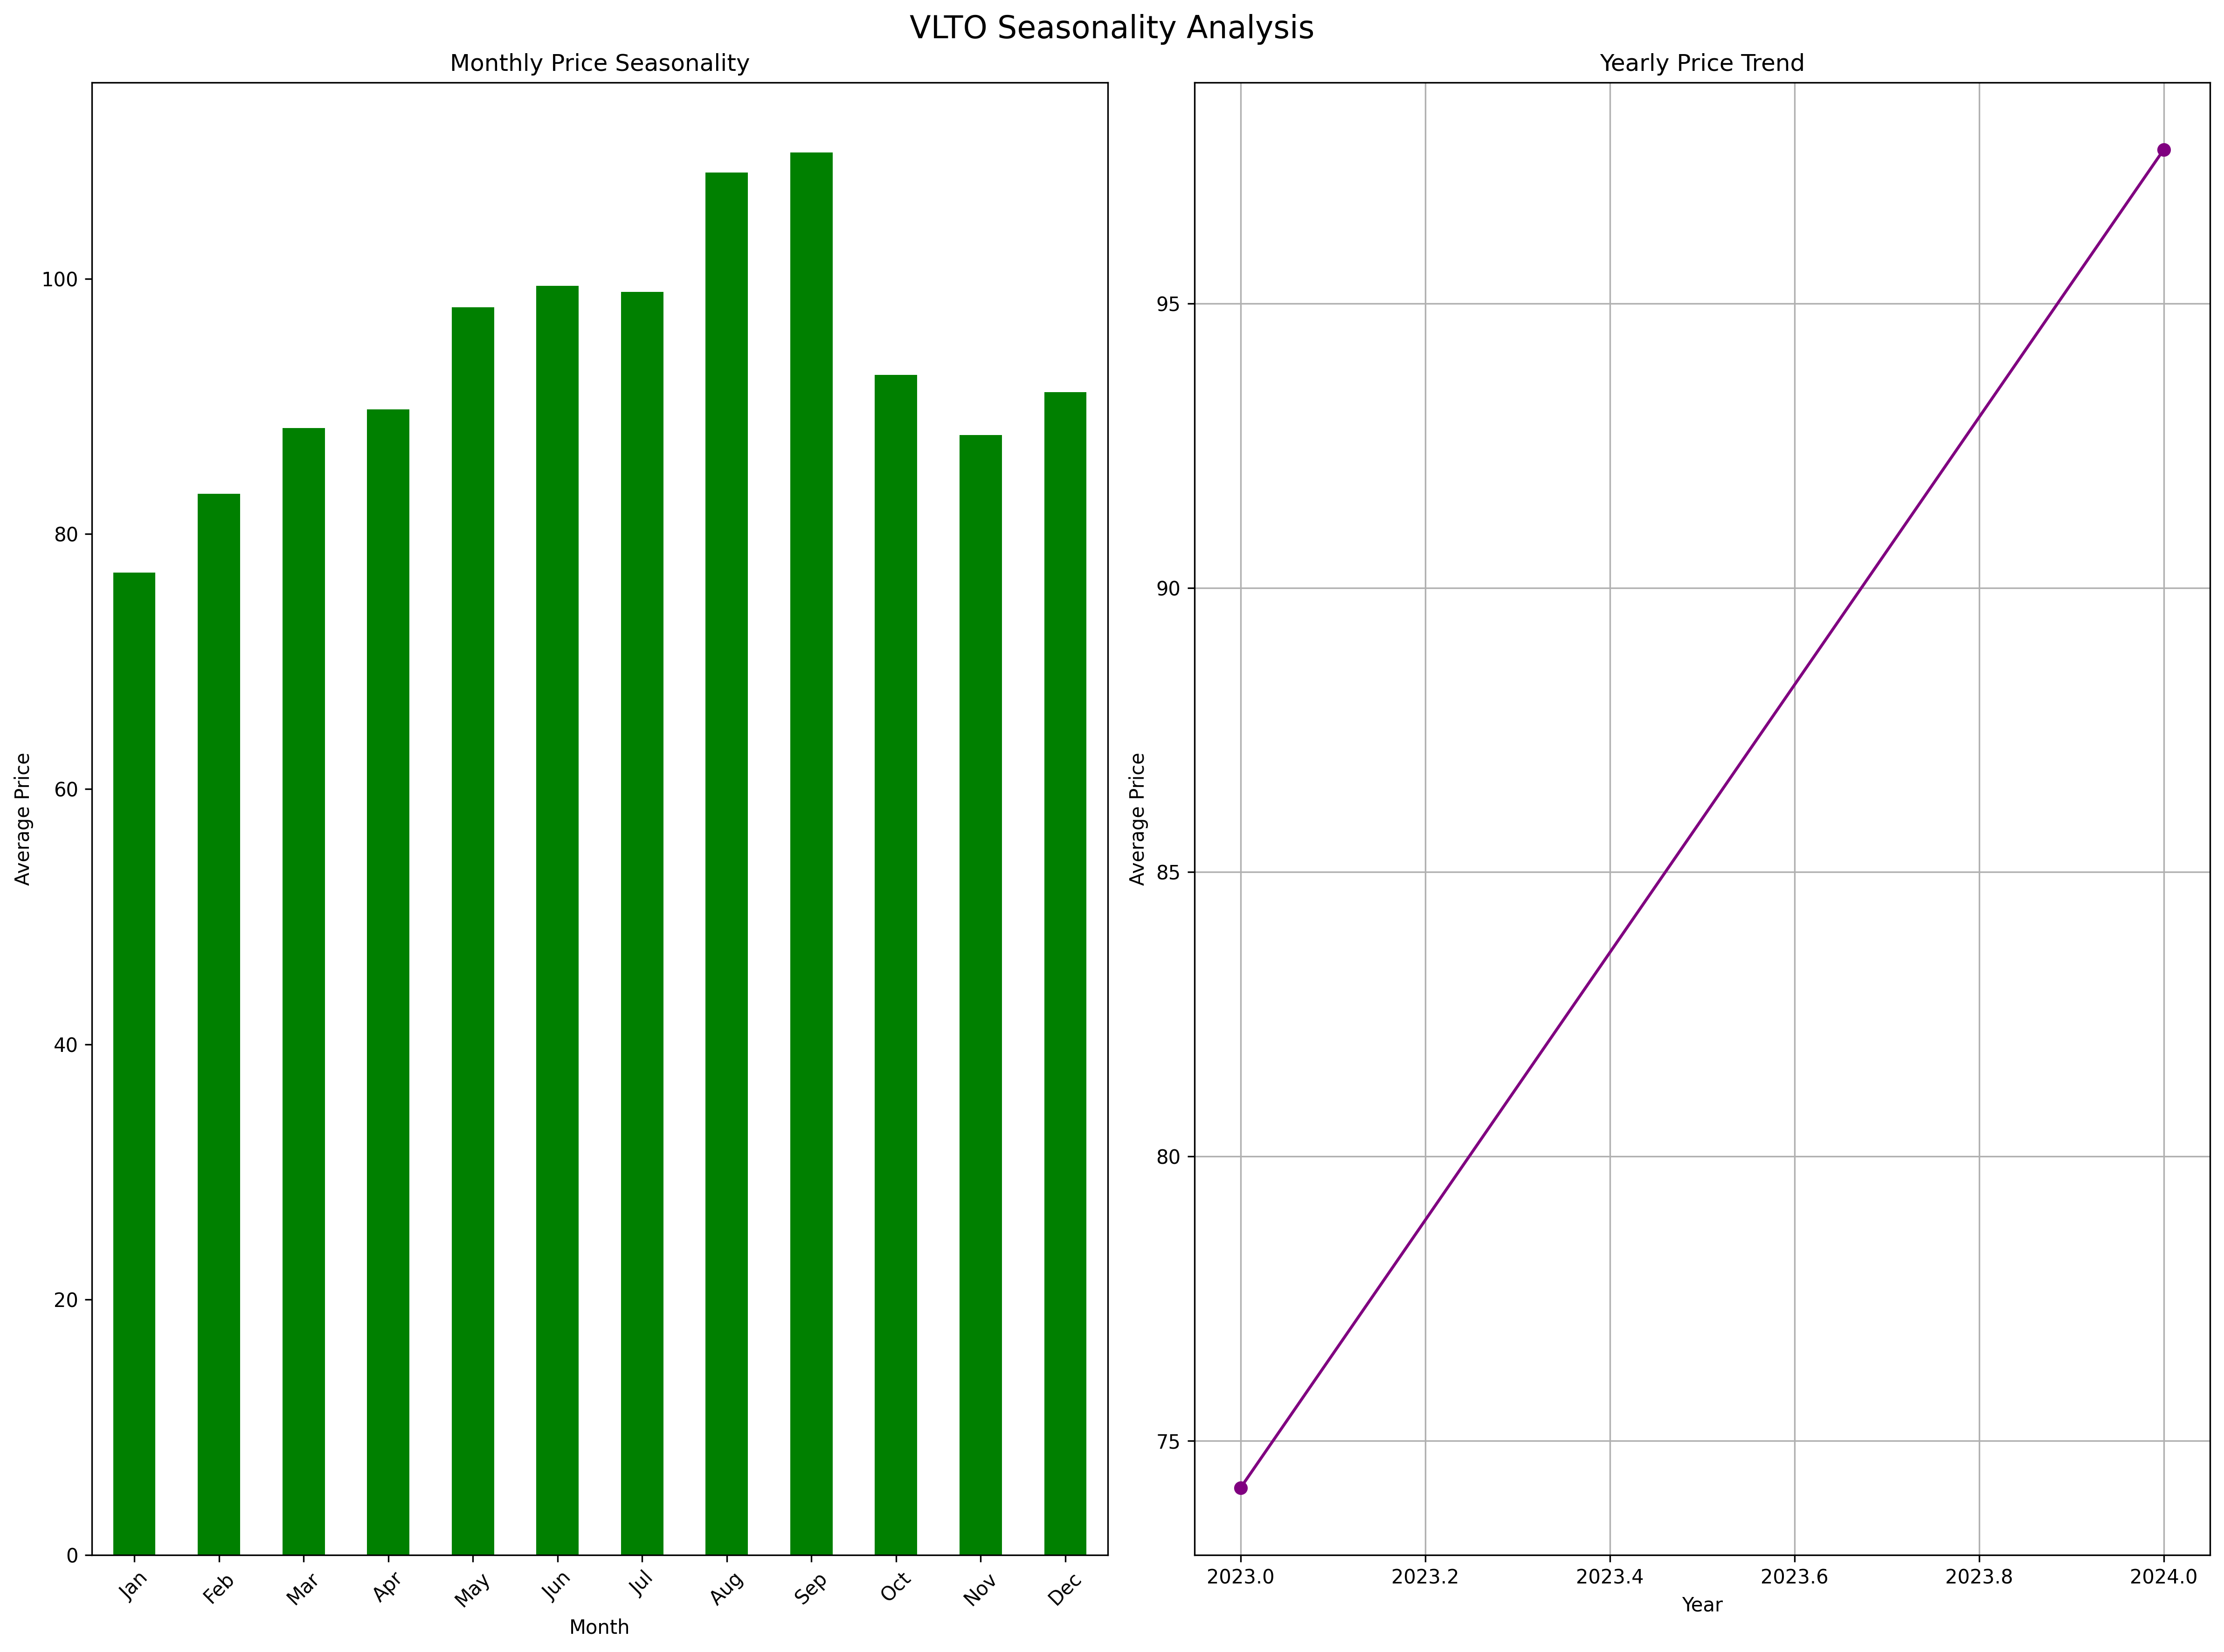 VLTO Seasonality Analysis
Monthly Price Seasonality
Average Price
100
80
60
40
20
0
Jan Feb Mar Apr May Jun Jul Aug Sep Oct Nov Dec
Month
Yearly Price Trend
Average Price
95
90
85
80
75
2023.0 2023.2 2023.4 2023.6 2023.8 2024.0
Year